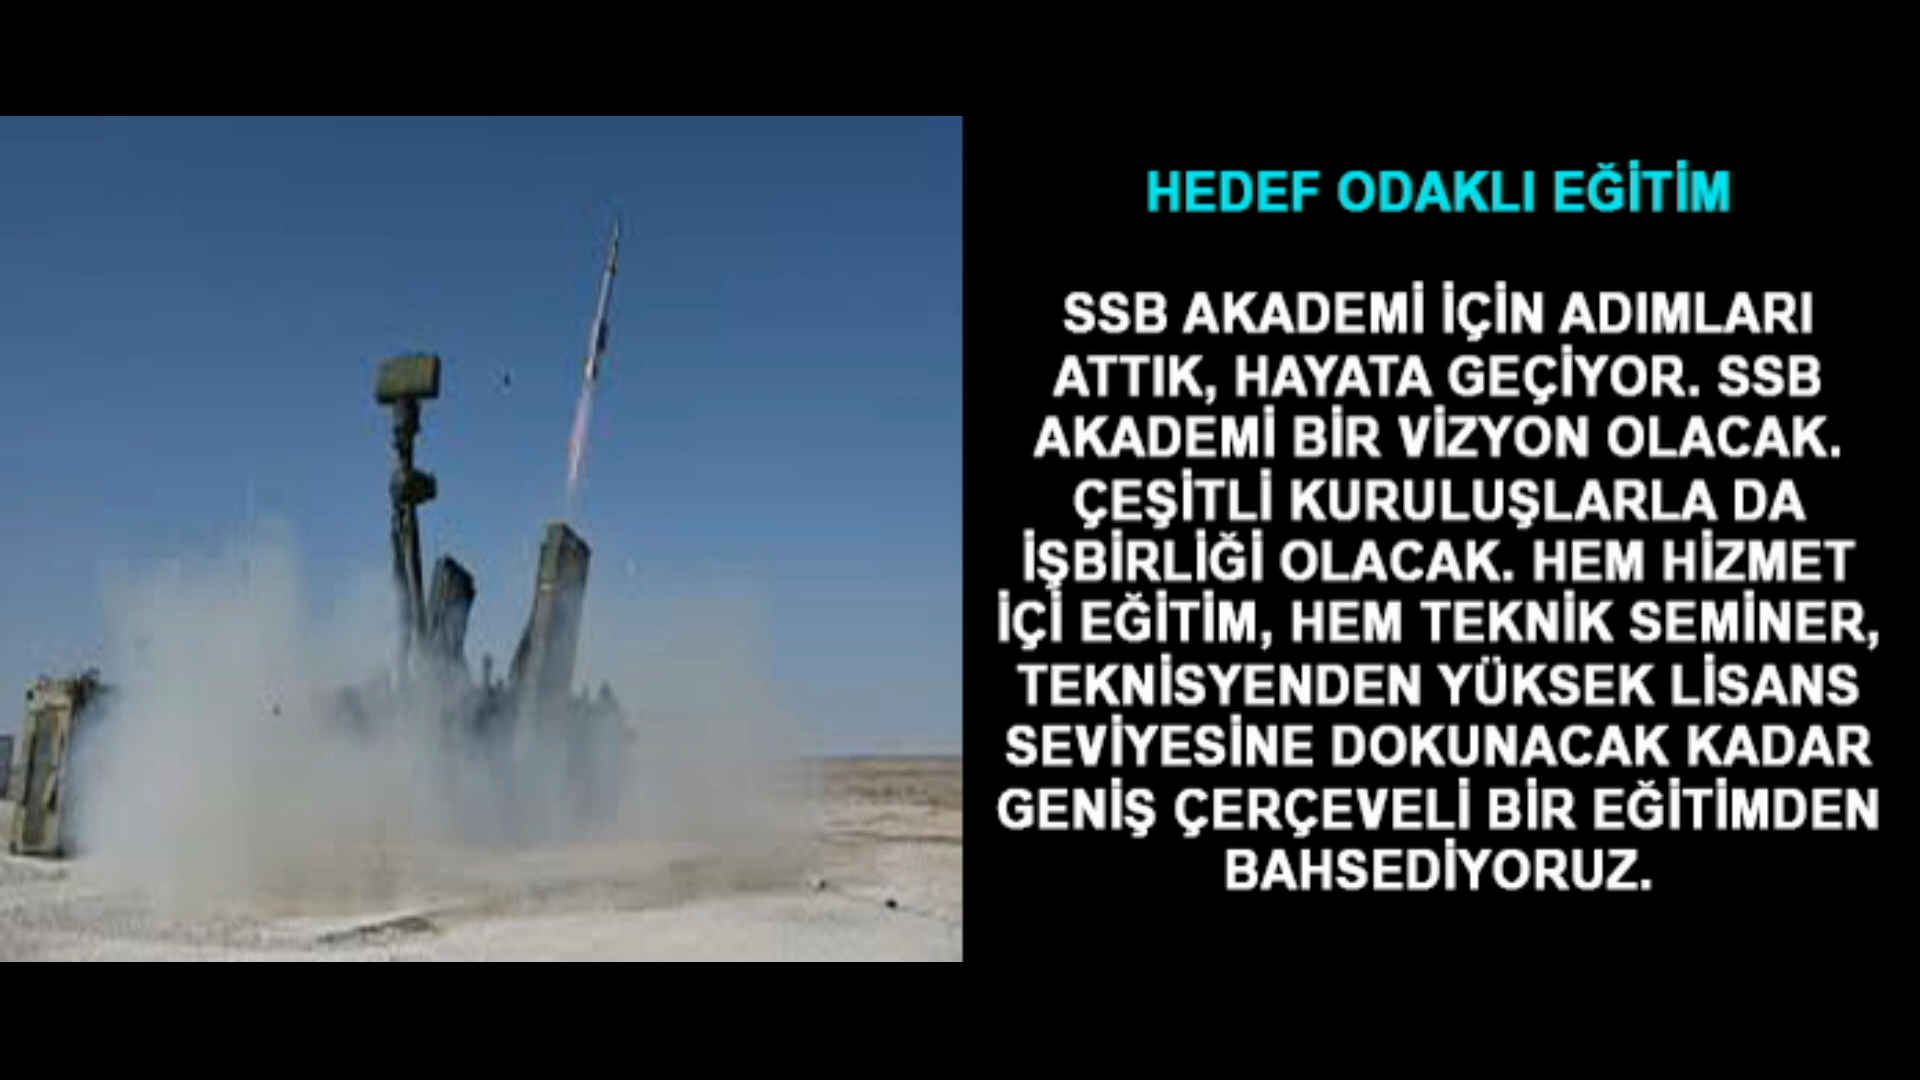 HEDEF ODAKLI EĞİTİM
SSB AKADEMİ İÇİN ADIMLARI
ATTIK, HAYATA GEÇİYOR. SSB
AKADEMİ BİR VİZYON OLACAK.
ÇEŞİTLİ KURULUŞLARLA DA
İŞBİRLİĞİ OLACAK. HEM HİZMET
İÇİ EĞİTİM, HEM TEKNİK SEMİNER,
TEKNİSYENDEN YÜKSEK LİSANS
SEVİYESİNE DOKUNACAK KADAR
GENİŞ ÇERÇEVELİ BİR EĞİTİMDEN
BAHSEDİYORUZ.